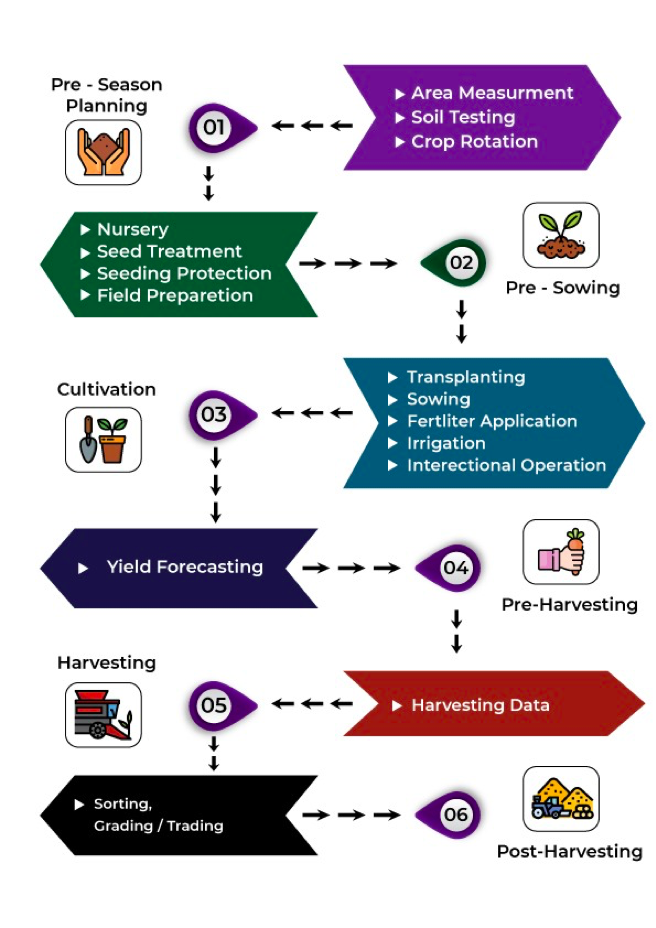 Pre - Season
Planning
01
Area Measurment
Soil Testing
Crop Rotation
Nursery
Seed Treatment
Seeding Protection
Field Preparetion
02
Pre - Sowing
Cultivation
03
Transplanting
Sowing
Fertliter Application
Irrigation
Interectional Operation
Yield Forecasting
04
Pre-Harvesting
Harvesting
05
Harvesting Data
Sorting,
Grading / Trading
06
Post-Harvesting